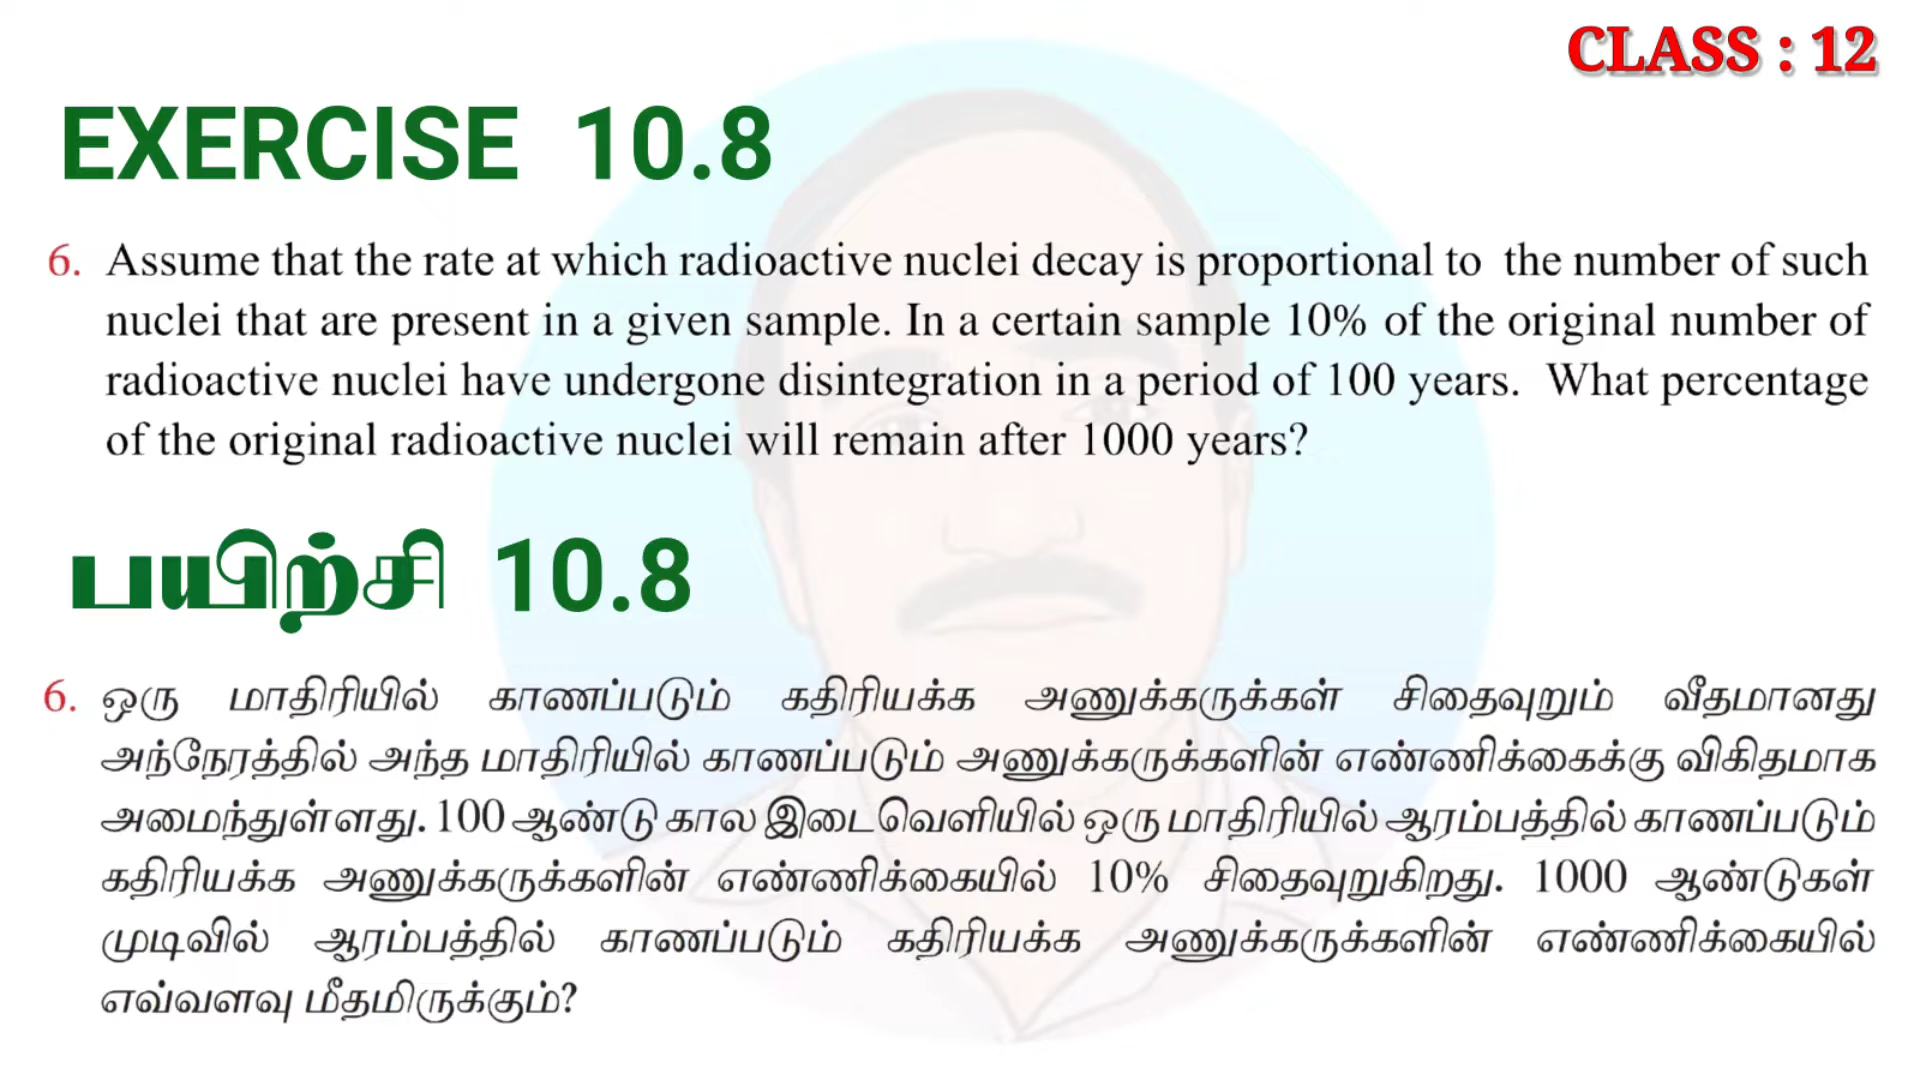 CLASS : 12
EXERCISE 10.8
6. Assume that the rate at which radioactive nuclei decay is proportional to the number of such
nuclei that are present in a given sample. In a certain sample 10% of the original number of
radioactive nuclei have undergone disintegration in a period of 100 years. What percentage
of the original radioactive nuclei will remain after 1000 years?
பயிற்சி 10.8
6. ஒரு மாதிரியில் காணப்படும் கதிரியக்க அணுக்கருக்கள் சிதைவுறும் வீதமானது
அந்நேரத்தில் அந்த மாதிரியில் காணப்படும் அணுக்கருக்களின் எண்ணிக்கைக்கு விகிதமாக
அமைந்துள்ளது. 100 ஆண்டு கால இடைவெளியில் ஒரு மாதிரியில் ஆரம்பத்தில் காணப்படும்
கதிரியக்க அணுக்கருக்களின் எண்ணிக்கையில் 10% சிதைவுறுகிறது. 1000 ஆண்டுகள்
முடிவில் ஆரம்பத்தில் காணப்படும் கதிரியக்க அணுக்கருக்களின் எண்ணிக்கையில்
எவ்வளவு மீதமிருக்கும்?